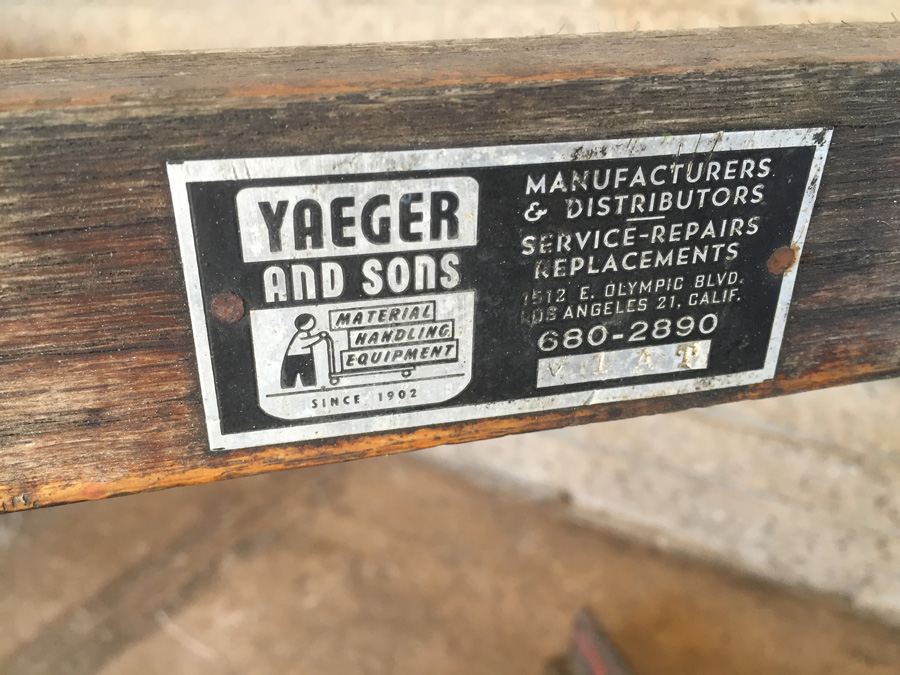 YAEGER
AND SONS
MATERIAL
HANDLING
EQUIPMENT
SINCE 1902
MANUFACTURERS
& DISTRIBUTORS
SERVICE-REPAIRS
REPLACEMENTS
1512 E. OLYMPIC BLVD.
LOS ANGELES 21, CALIF.
680-2890